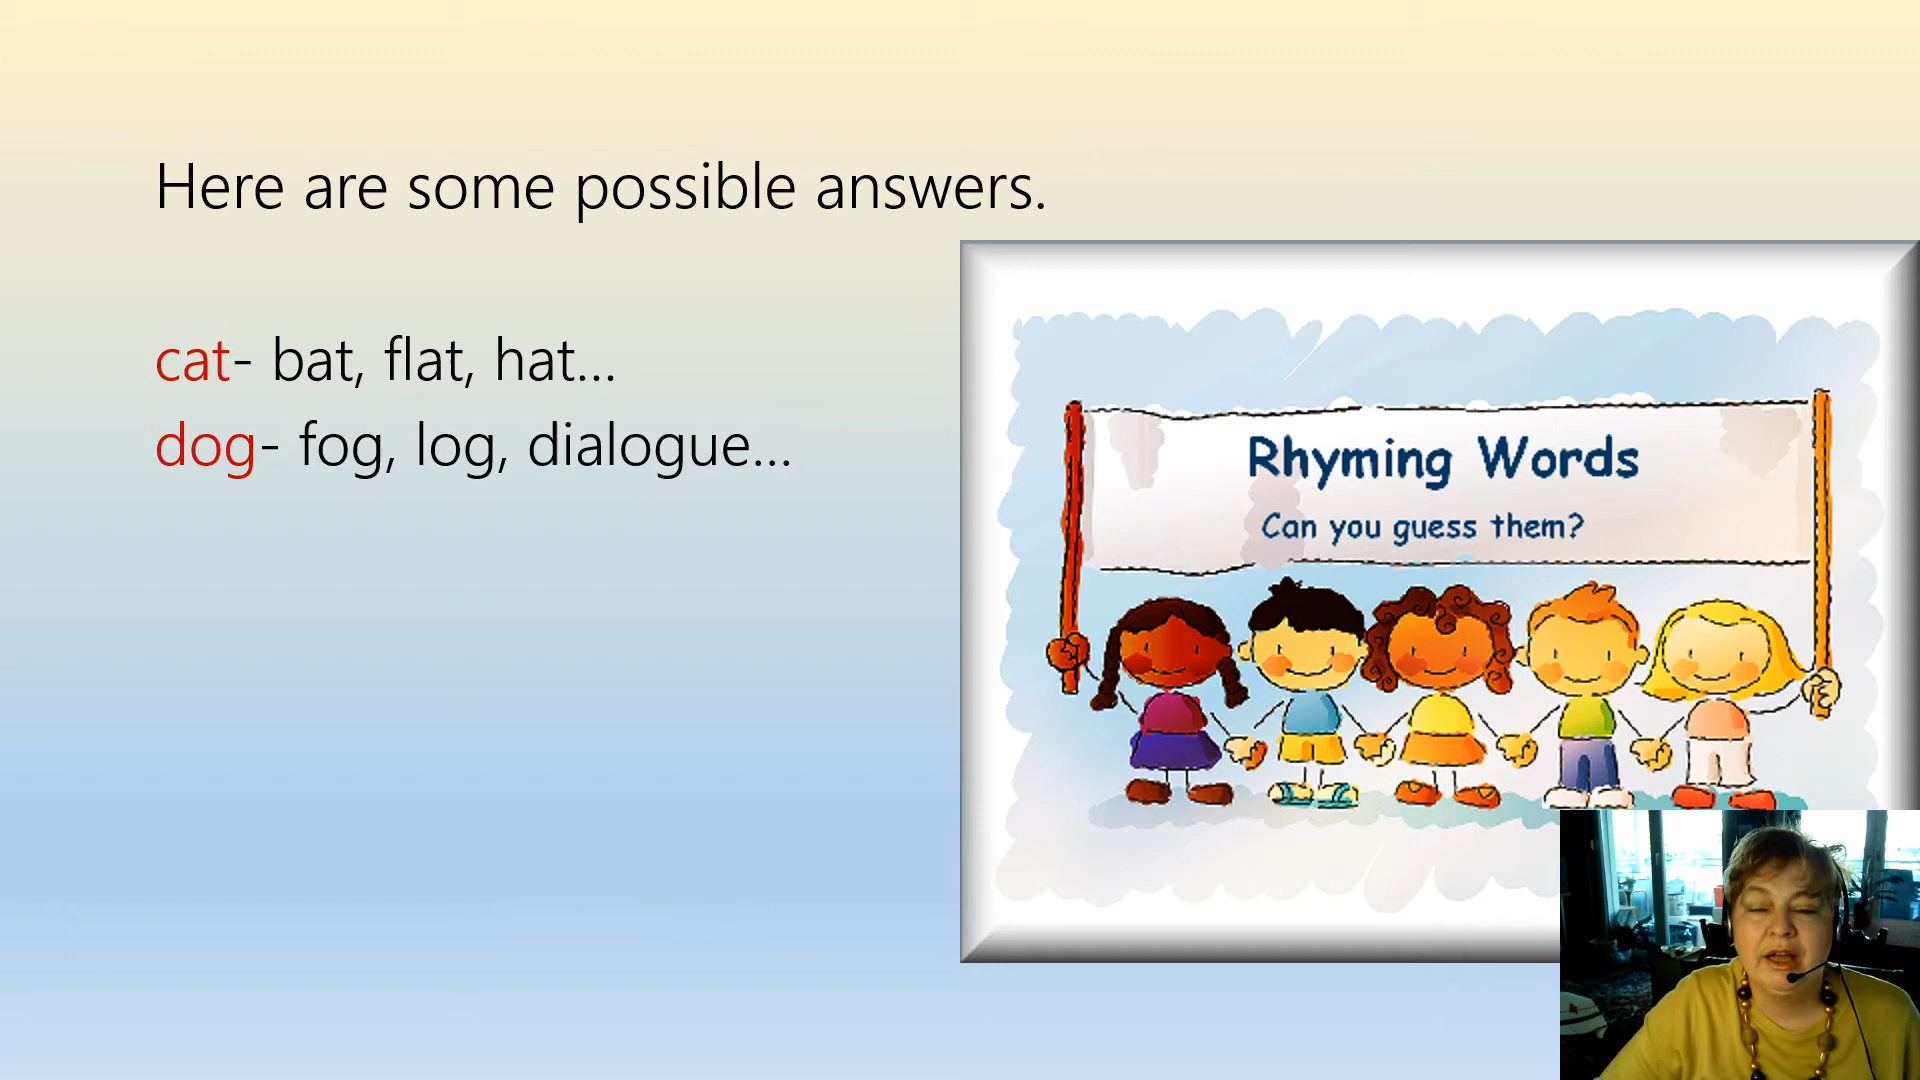 Here are some possible answers.
cat- bat, flat, hat...
dog- fog, log, dialogue...
Rhyming Words
Can you guess them?